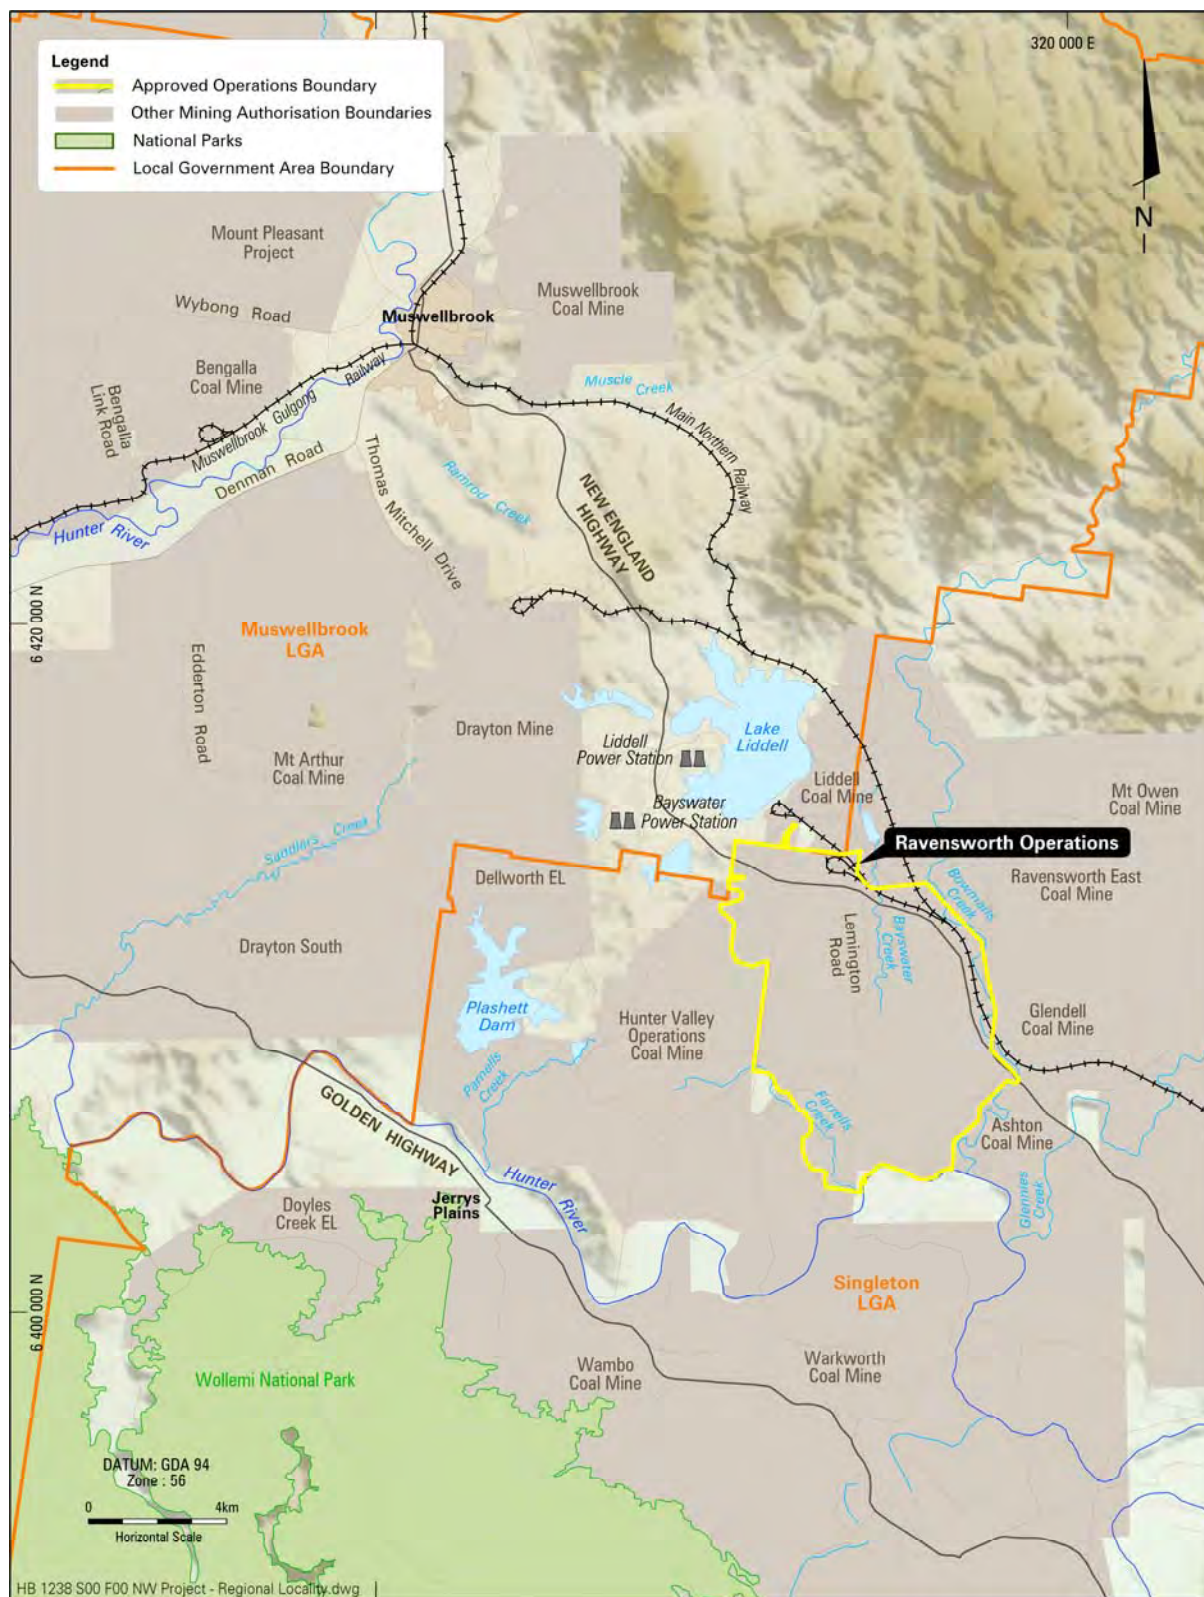 320 000 E
Legend
Approved Operations Boundary
Other Mining Authorisation Boundaries
National Parks
Local Government Area Boundary
N
Mount Pleasant
Project
Wybong Road
Muswellbrook
Muswellbrook
Coal Mine
Bengalla
Coal Mine
Bengalla
Link Road
Muswellbrook Gulgong Railway
Muscle
Creek
Main Northern Railway
Denman Road
Thomas Mitchell Drive
Ramrod Creek
NEW ENGLAND
HIGHWAY
Hunter River
6 420 000 N
Muswellbrook
LGA
Edderton Road
Drayton Mine
Mt Arthur
Coal Mine
Lake
Liddell
Liddell
Power Station
Liddell
Coal Mine
Mt Owen
Coal Mine
Bayswater
Power Station
Saddlers Creek
Ravensworth Operations
Dellworth EL
Ravensworth East
Coal Mine
Bowmans
Creek
Lemington
Road
Bayswater
Creek
Drayton South
Plashett
Dam
Hunter Valley
Operations
Coal Mine
Glendell
Coal Mine
Parnells
Creek
GOLDEN HIGHWAY
Farrells
Creek
Ashton
Coal Mine
Hunter River
Jerrys
Plains
Doyles
Creek EL
Glennies
Creek
Singleton
LGA
6 400 000 N
Wollemi National Park
Wambo
Coal Mine
Warkworth
Coal Mine
DATUM: GDA 94
Zone : 56
0 4km
Horizontal Scale
HB 1238 S00 F00 NW Project - Regional Locality.dwg